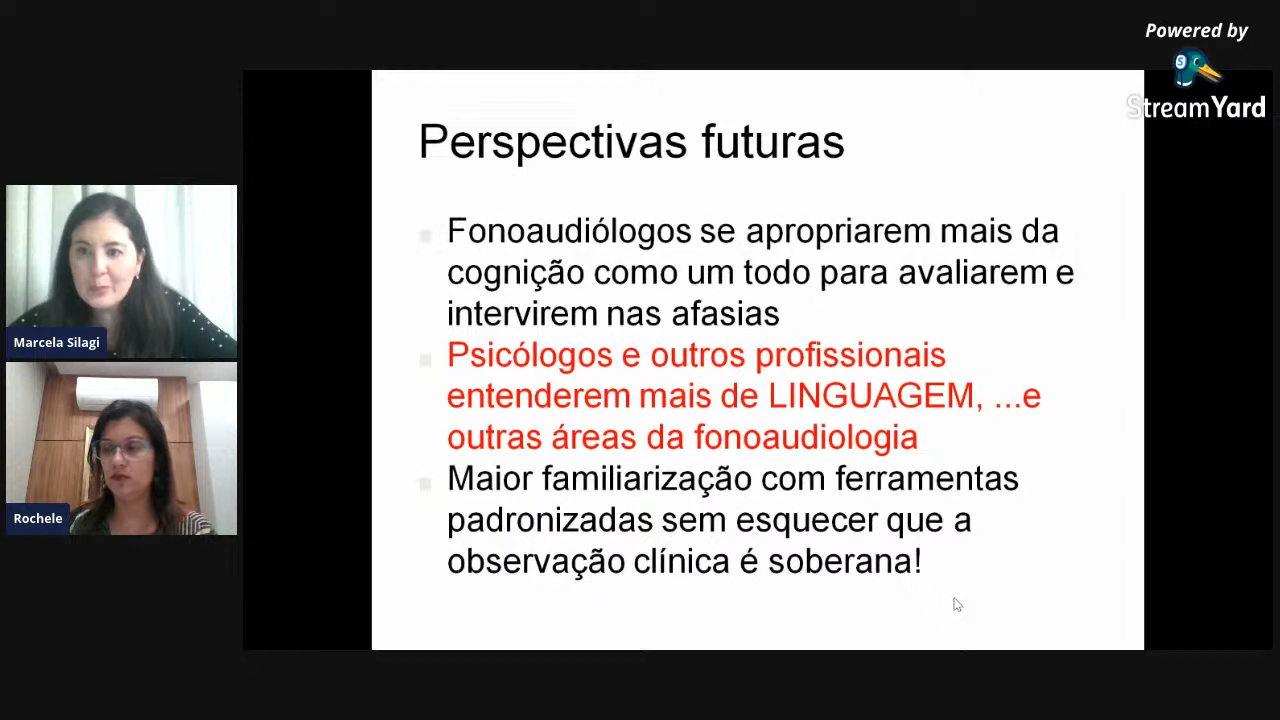 Powered by
StreamYard
Perspectivas futuras
Fonoaudiólogos se apropriarem mais da
cognição como um todo para avaliarem e
intervirem nas afasias
Psicólogos e outros profissionais
entenderem mais de LINGUAGEM, ...e
outras áreas da fonoaudiologia
Maior familiarização com ferramentas
padronizadas sem esquecer que a
observação clínica é soberana!
Marcela Silagi
Rochele